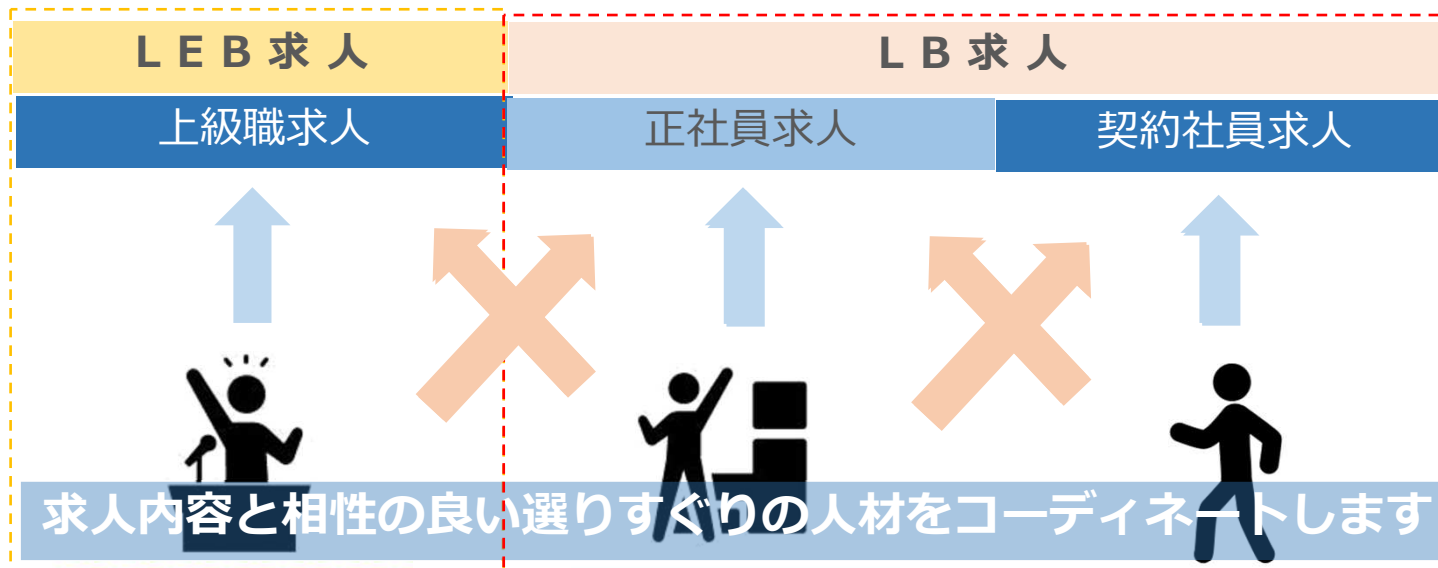 LEB求人
LB求人
上級職求人
正社員求人
契約社員求人
求人内容と相性の良い選りすぐりの人材をコーディネートします